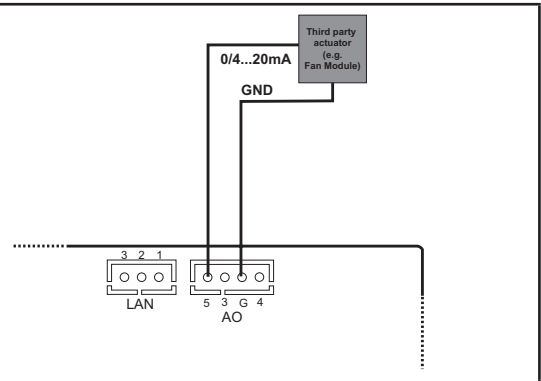 Third party
actuator
(e.g.
Fan Module)
0/4...20mA
GND
3 2 1
LAN
5 3 G 4
AO